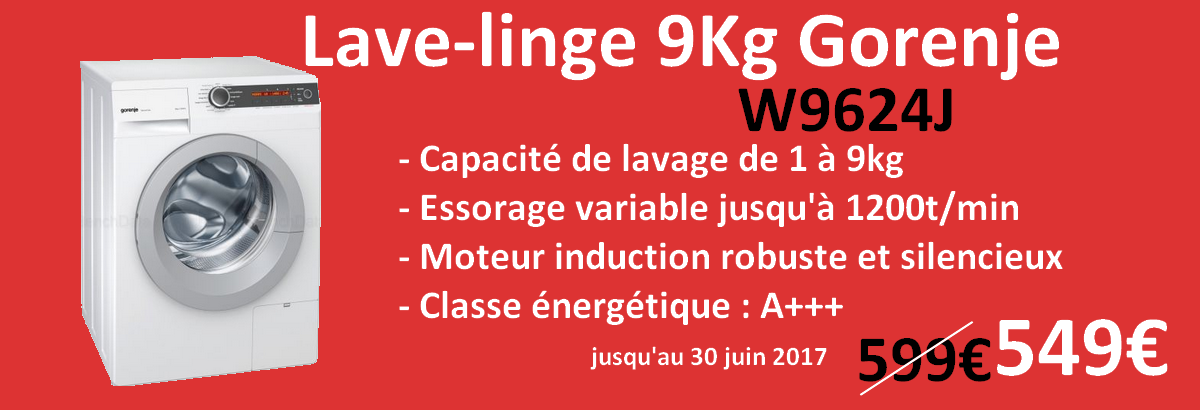 Lave-linge 9Kg Gorenje
W9624J
- Capacité de lavage de 1 à 9kg
- Essorage variable jusqu'à 1200t/min
- Moteur induction robuste et silencieux
- Classe énergétique : A+++
jusqu'au 30 juin 2017
599€ 549€
gorenje